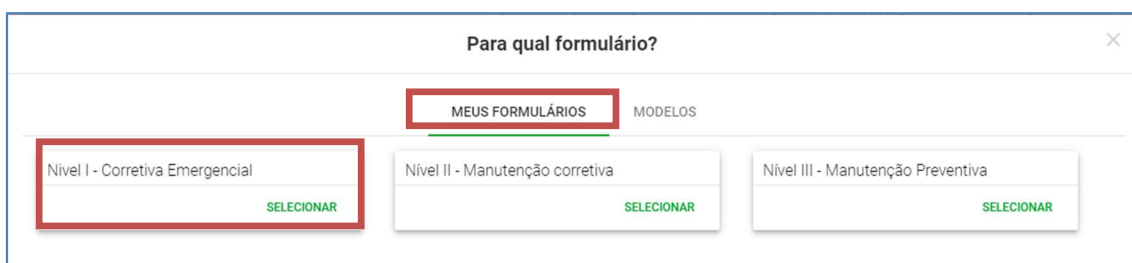 Para qual formulário?
MEUS FORMULÁRIOS MODELOS
Nivel I - Corretiva Emergencial
SELECIONAR
Nível II - Manutenção corretiva
SELECIONAR
Nível III - Manutenção Preventiva
SELECIONAR